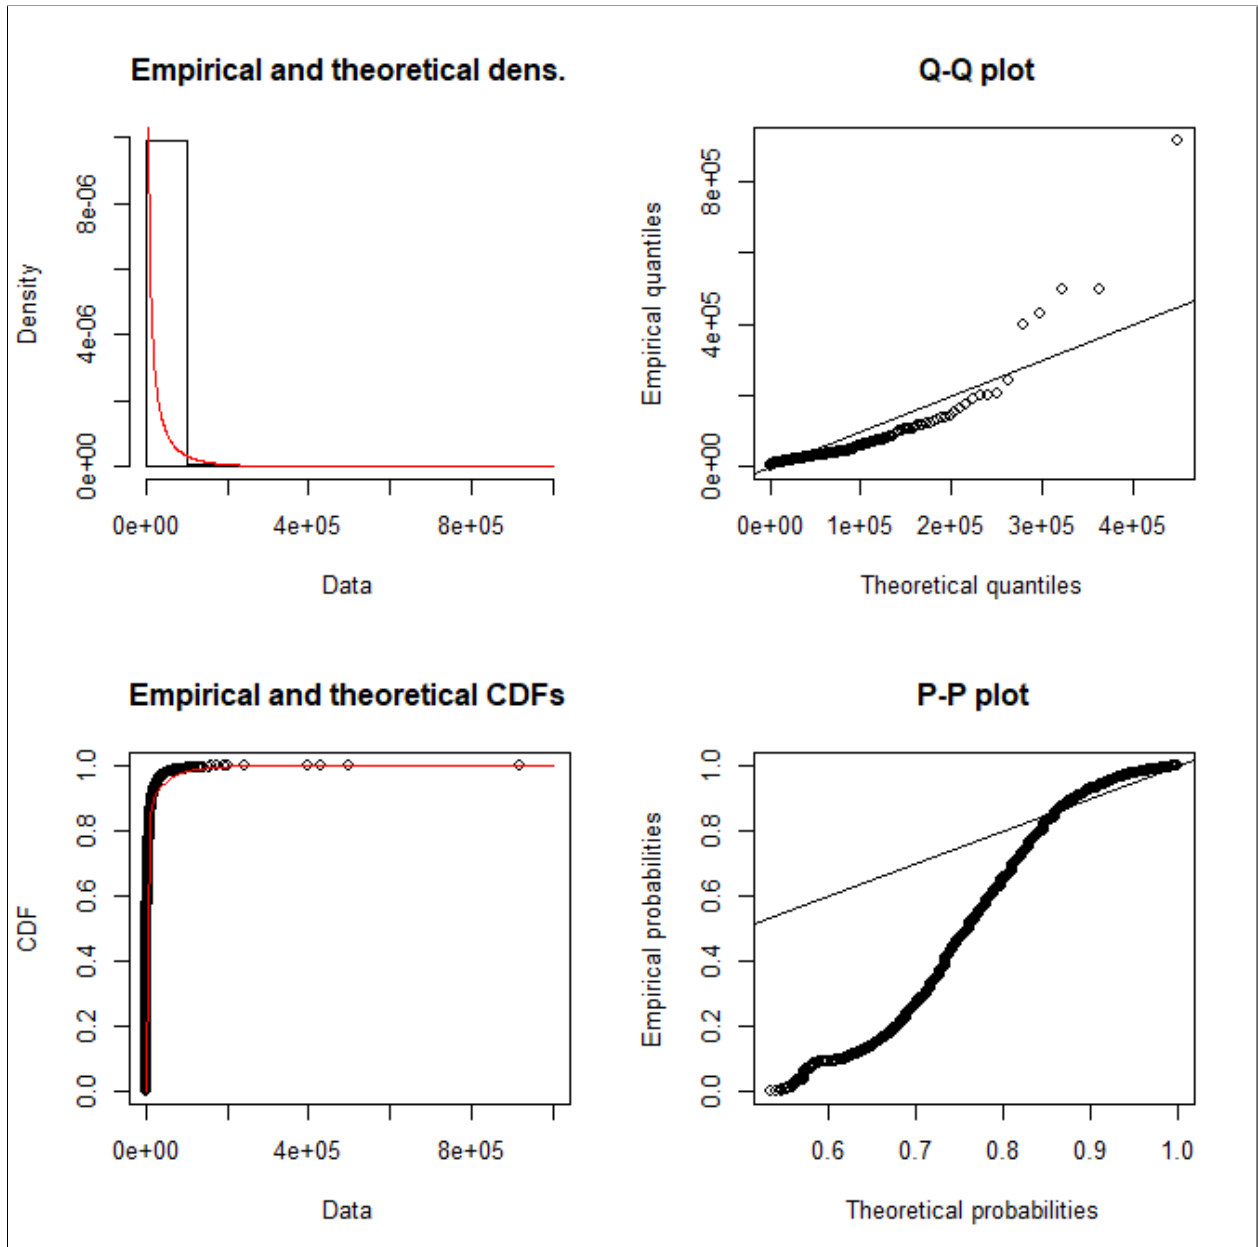 Empirical and theoretical dens.
Density
0e+00 4e-06 8e-06
0e+00 4e+05 8e+05
Data
Q-Q plot
Empirical quantiles
0e+00 4e+05 8e+05
0e+00 1e+05 2e+05 3e+05 4e+05
Theoretical quantiles
Empirical and theoretical CDFs
CDF
0.0 0.2 0.4 0.6 0.8 1.0
0e+00 4e+05 8e+05
Data
P-P plot
Empirical probabilities
0.0 0.2 0.4 0.6 0.8 1.0
0.6 0.7 0.8 0.9 1.0
Theoretical probabilities